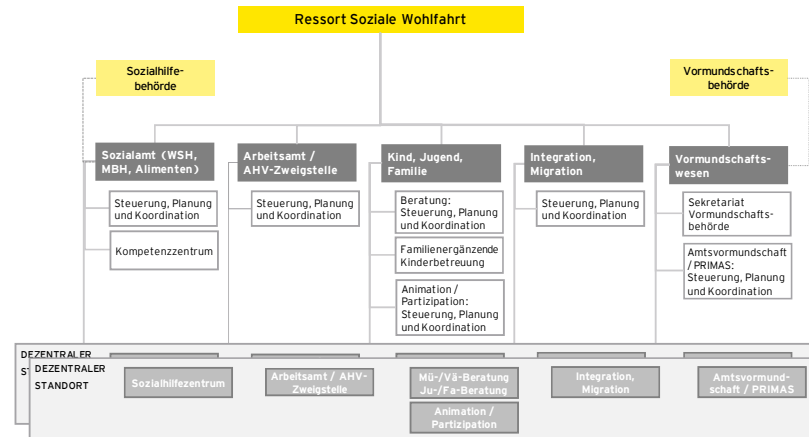 Ressort Soziale Wohlfahrt
Sozialhilfe-
behörde
Vormundschafts-
behörde
Sozialamt (WSH,
MBH, Alimenten)
Arbeitsamt /
AHV-Zweigstelle
Kind, Jugend,
Familie
Integration,
Migration
Vormundschafts-
wesen
Steuerung, Planung
und Koordination
Kompetenzzentrum
Steuerung, Planung
und Koordination
Beratung:
Steuerung, Planung
und Koordination
Familienergänzende
Kinderbetreuung
Animation /
Partizipation:
Steuerung, Planung
und Koordination
Steuerung, Planung
und Koordination
Sekretariat
Vormundschafts-
behörde
Amtsvormundschaft
/ PRIMAS:
Steuerung, Planung
und Koordination
DEZENTRALER
DEZENTRALER
STANDORT
Sozialhilfezentrum
Arbeitsamt / AHV-
Zweigstelle
Mü-/Vä-Beratung
Ju-/Fa-Beratung
Animation /
Partizipation
Integration,
Migration
Amtsvormund-
schaft / PRIMAS